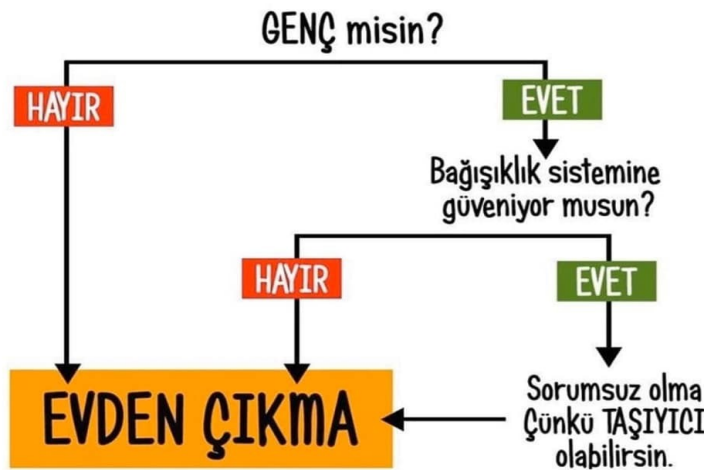 GENÇ misin?
HAYIR
EVET
Bağışıklık sistemine
güveniyor musun?
HAYIR
EVET
EVDEN ÇIKMA
Sorumsuz olma
Çünkü TAŞIYICI
olabilirsin.